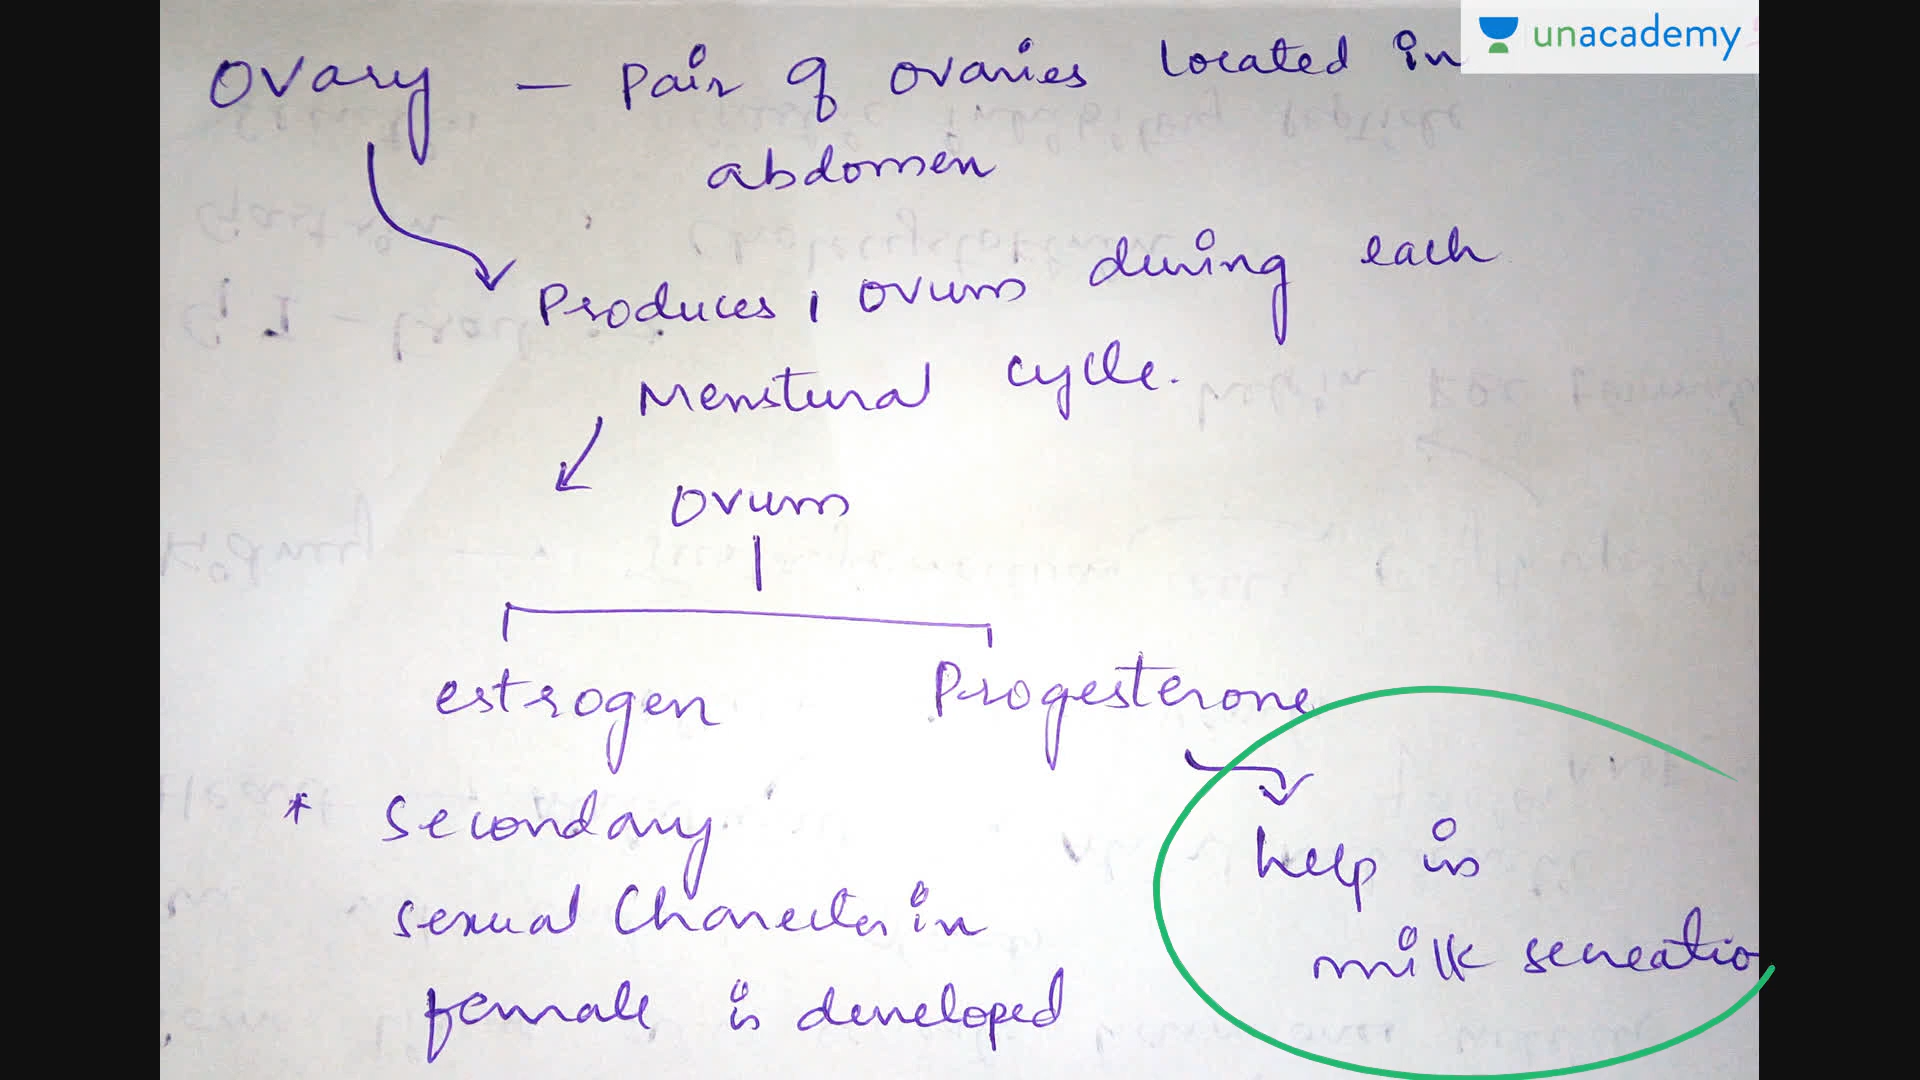 unacademy
Ovary - Pair of ovaries located in
abdomen
Produces 1 ovum during each
Menstural cycle.
Ovum
estrogen Progesterone
* Secondary
sexual Character in
female is developed
help in
milk secreatio